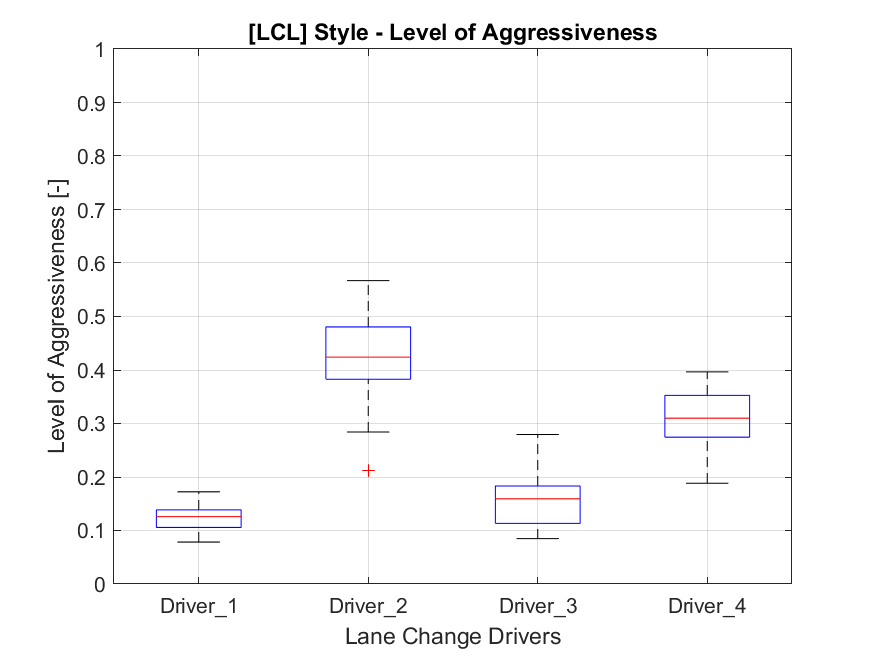 [LCL] Style - Level of Aggressiveness
Level of Aggressiveness [-]
1
0.9
0.8
0.7
0.6
0.5
0.4
0.3
0.2
0.1
0
Driver_1 Driver_2 Driver_3 Driver_4
Lane Change Drivers